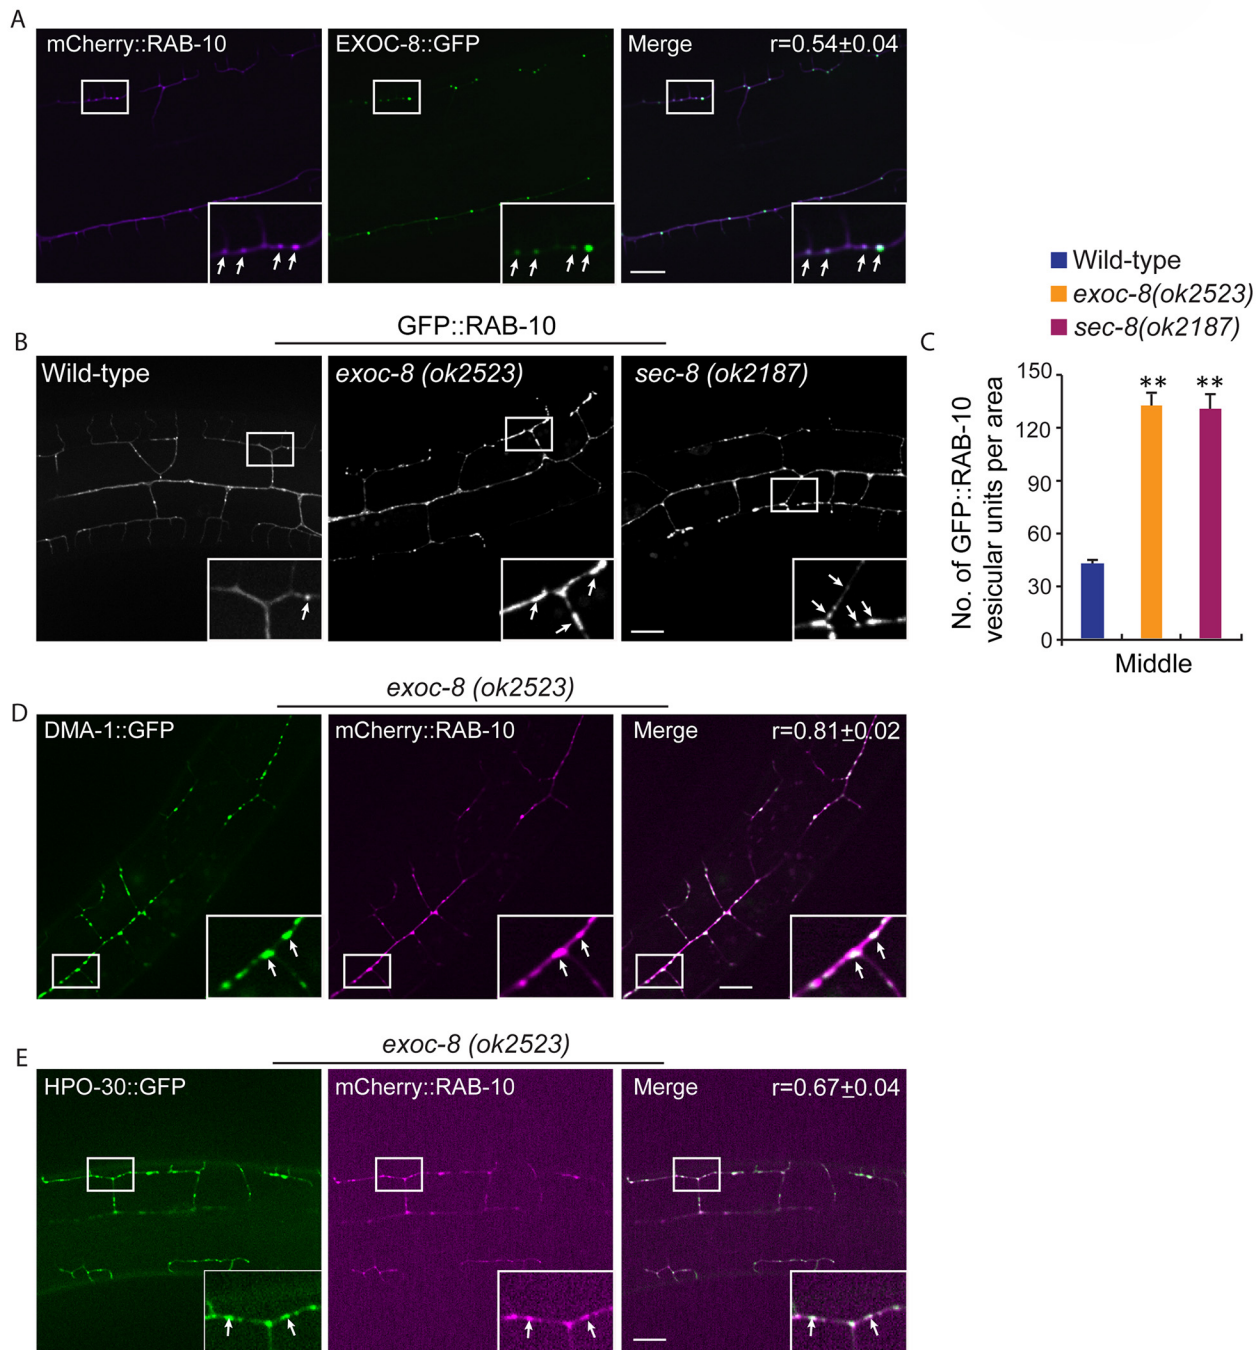 A
mCherry::RAB-10
EXOC-8::GFP
Merge
r=0.54±0.04
Wild-type
exoc-8(ok2523)
sec-8(ok2187)
B
GFP::RAB-10
Wild-type
exoc-8 (ok2523)
sec-8 (ok2187)
C
No. of GFP::RAB-10
vesicular units per area
150
120
90
60
30
0
**
**
Middle
D
exoc-8 (ok2523)
DMA-1::GFP
mCherry::RAB-10
Merge
r=0.81±0.02
E
exoc-8 (ok2523)
HPO-30::GFP
mCherry::RAB-10
Merge
r=0.67±0.04